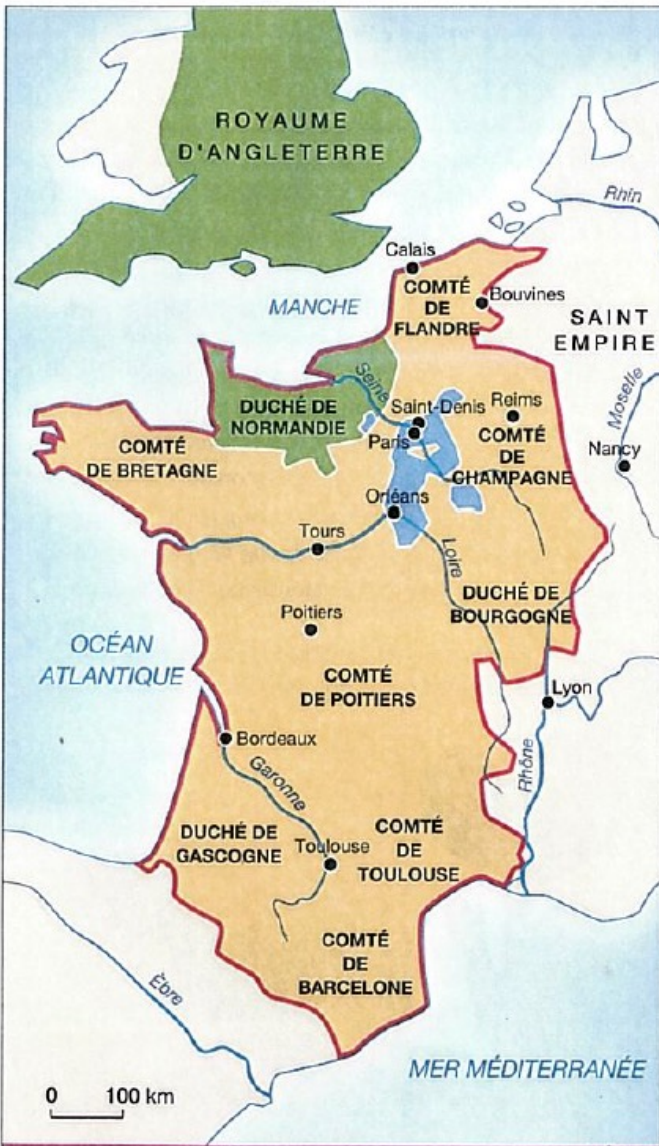 ROYAUME
D'ANGLETERRE
Rhin
Calais
COMTÉ
DE
FLANDRE
Bouvines
MANCHE
SAINT
EMPIRE
Seine
Moselle
DUCHÉ DE
NORMANDIE
Saint-Denis
Paris
Reims
COMTÉ
DE
CHAMPAGNE
Nancy
COMTÉ
DE BRETAGNE
Orléans
Tours
Loire
DUCHÉ DE
BOURGOGNE
Poitiers
OCÉAN
ATLANTIQUE
COMTÉ
DE POITIERS
Lyon
Bordeaux
Garonne
Rhône
DUCHÉ DE
GASCOGNE
Toulouse
COMTÉ
DE
TOULOUSE
COMTÉ
DE
BARCELONE
Èbre
MER MÉDITERRANÉE
0 100 km